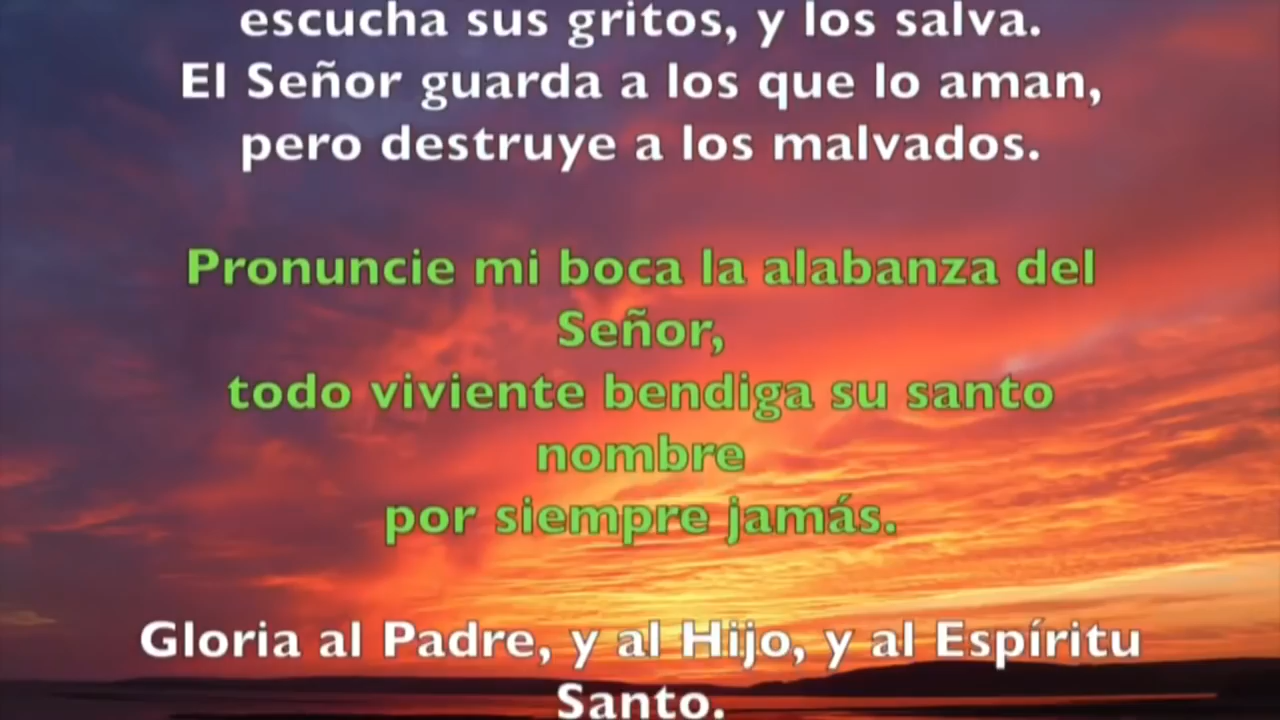 escucha sus gritos, y los salva.
El Señor guarda a los que lo aman,
pero destruye a los malvados.
Pronuncie mi boca la alabanza del
Señor,
todo viviente bendiga su santo
nombre
por siempre jamás.
Gloria al Padre, y al Hijo, y al Espíritu
Santo.